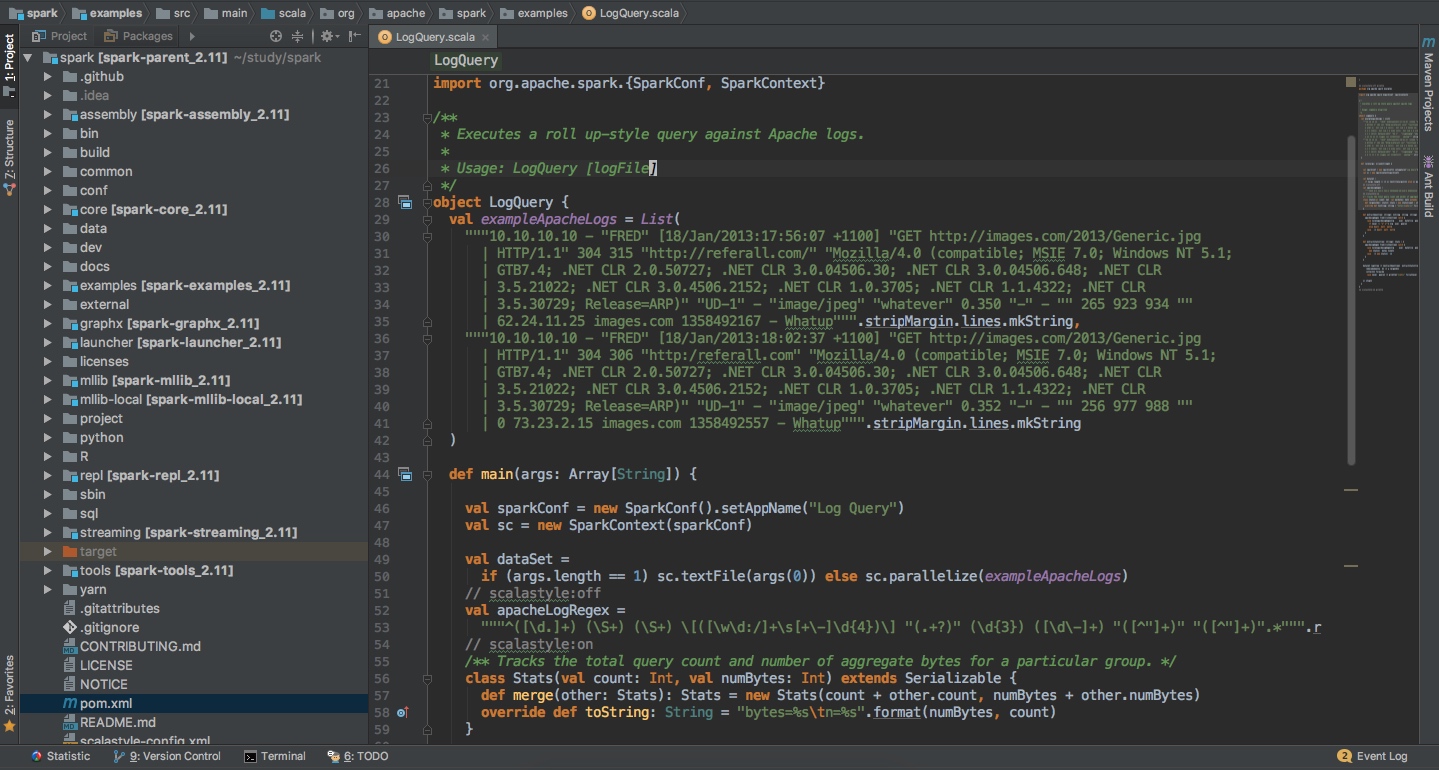 spark examples src main scala org apache spark examples LogQuery.scala
Project Packages
LogQuery.scala
LogQuery
1: Project
Z: Structure
2: Favorites
spark [spark-parent_2.11] ~/study/spark
.github
.idea
assembly [spark-assembly_2.11]
bin
build
common
conf
core [spark-core_2.11]
data
dev
docs
examples [spark-examples_2.11]
external
graphx [spark-graphx_2.11]
launcher [spark-launcher_2.11]
licenses
mllib [spark-mllib_2.11]
mllib-local [spark-mllib-local_2.11]
project
python
R
repl [spark-repl_2.11]
sbin
sql
streaming [spark-streaming_2.11]
target
tools [spark-tools_2.11]
yarn
.gitattributes
.gitignore
CONTRIBUTING.md
LICENSE
NOTICE
pom.xml
README.md
scalastyle-config.xml
21 import org.apache.spark.{SparkConf, SparkContext}
22
23 /**
24 * Executes a roll up-style query against Apache logs.
25 *
26 * Usage: LogQuery [logFile]
27 */
28 object LogQuery {
29 val exampleApacheLogs = List(
30 """10.10.10.10 - "FRED" [18/Jan/2013:17:56:07 +1100] "GET http://images.com/2013/Generic.jpg
31 | HTTP/1.1" 304 315 "http://referall.com/" "Mozilla/4.0 (compatible; MSIE 7.0; Windows NT 5.1;
32 | GTB7.4; .NET CLR 2.0.50727; .NET CLR 3.0.04506.30; .NET CLR 3.0.04506.648; .NET CLR
33 | 3.5.21022; .NET CLR 3.0.4506.2152; .NET CLR 1.0.3705; .NET CLR 1.1.4322; .NET CLR
34 | 3.5.30729; Release=ARP)" "UD-1" - "image/jpeg" "whatever" 0.350 "-" - "" 265 923 934 ""
35 | 62.24.11.25 images.com 1358492167 - Whatup""".stripMargin.lines.mkString,
36 """10.10.10.10 - "FRED" [18/Jan/2013:18:02:37 +1100] "GET http://images.com/2013/Generic.jpg
37 | HTTP/1.1" 304 306 "http:/referall.com" "Mozilla/4.0 (compatible; MSIE 7.0; Windows NT 5.1;
38 | GTB7.4; .NET CLR 2.0.50727; .NET CLR 3.0.04506.30; .NET CLR 3.0.04506.648; .NET CLR
39 | 3.5.21022; .NET CLR 3.0.4506.2152; .NET CLR 1.0.3705; .NET CLR 1.1.4322; .NET CLR
40 | 3.5.30729; Release=ARP)" "UD-1" - "image/jpeg" "whatever" 0.352 "-" - "" 256 977 988 ""
41 | 0 73.23.2.15 images.com 1358492557 - Whatup""".stripMargin.lines.mkString
42 )
43
44 def main(args: Array[String]) {
45
46 val sparkConf = new SparkConf().setAppName("Log Query")
47 val sc = new SparkContext(sparkConf)
48
49 val dataSet =
50 if (args.length == 1) sc.textFile(args(0)) else sc.parallelize(exampleApacheLogs)
51 // scalastyle:off
52 val apacheLogRegex =
53 """^([\d.]+) (\S+) (\S+) \[([\w\d:/]+\s[+\-]\d{4})\] "(.+?)" (\d{3}) ([\d\-]+) "([^"]+)" "([^"]+)".*""".r
54 // scalastyle:on
55 /** Tracks the total query count and number of aggregate bytes for a particular group. */
56 class Stats(val count: Int, val numBytes: Int) extends Serializable {
57 def merge(other: Stats): Stats = new Stats(count + other.count, numBytes + other.numBytes)
58 override def toString: String = "bytes=%s\tn=%s".format(numBytes, count)
59 }
Maven Projects
Ant Build
Statistic 9: Version Control Terminal 6: TODO 2 Event Log